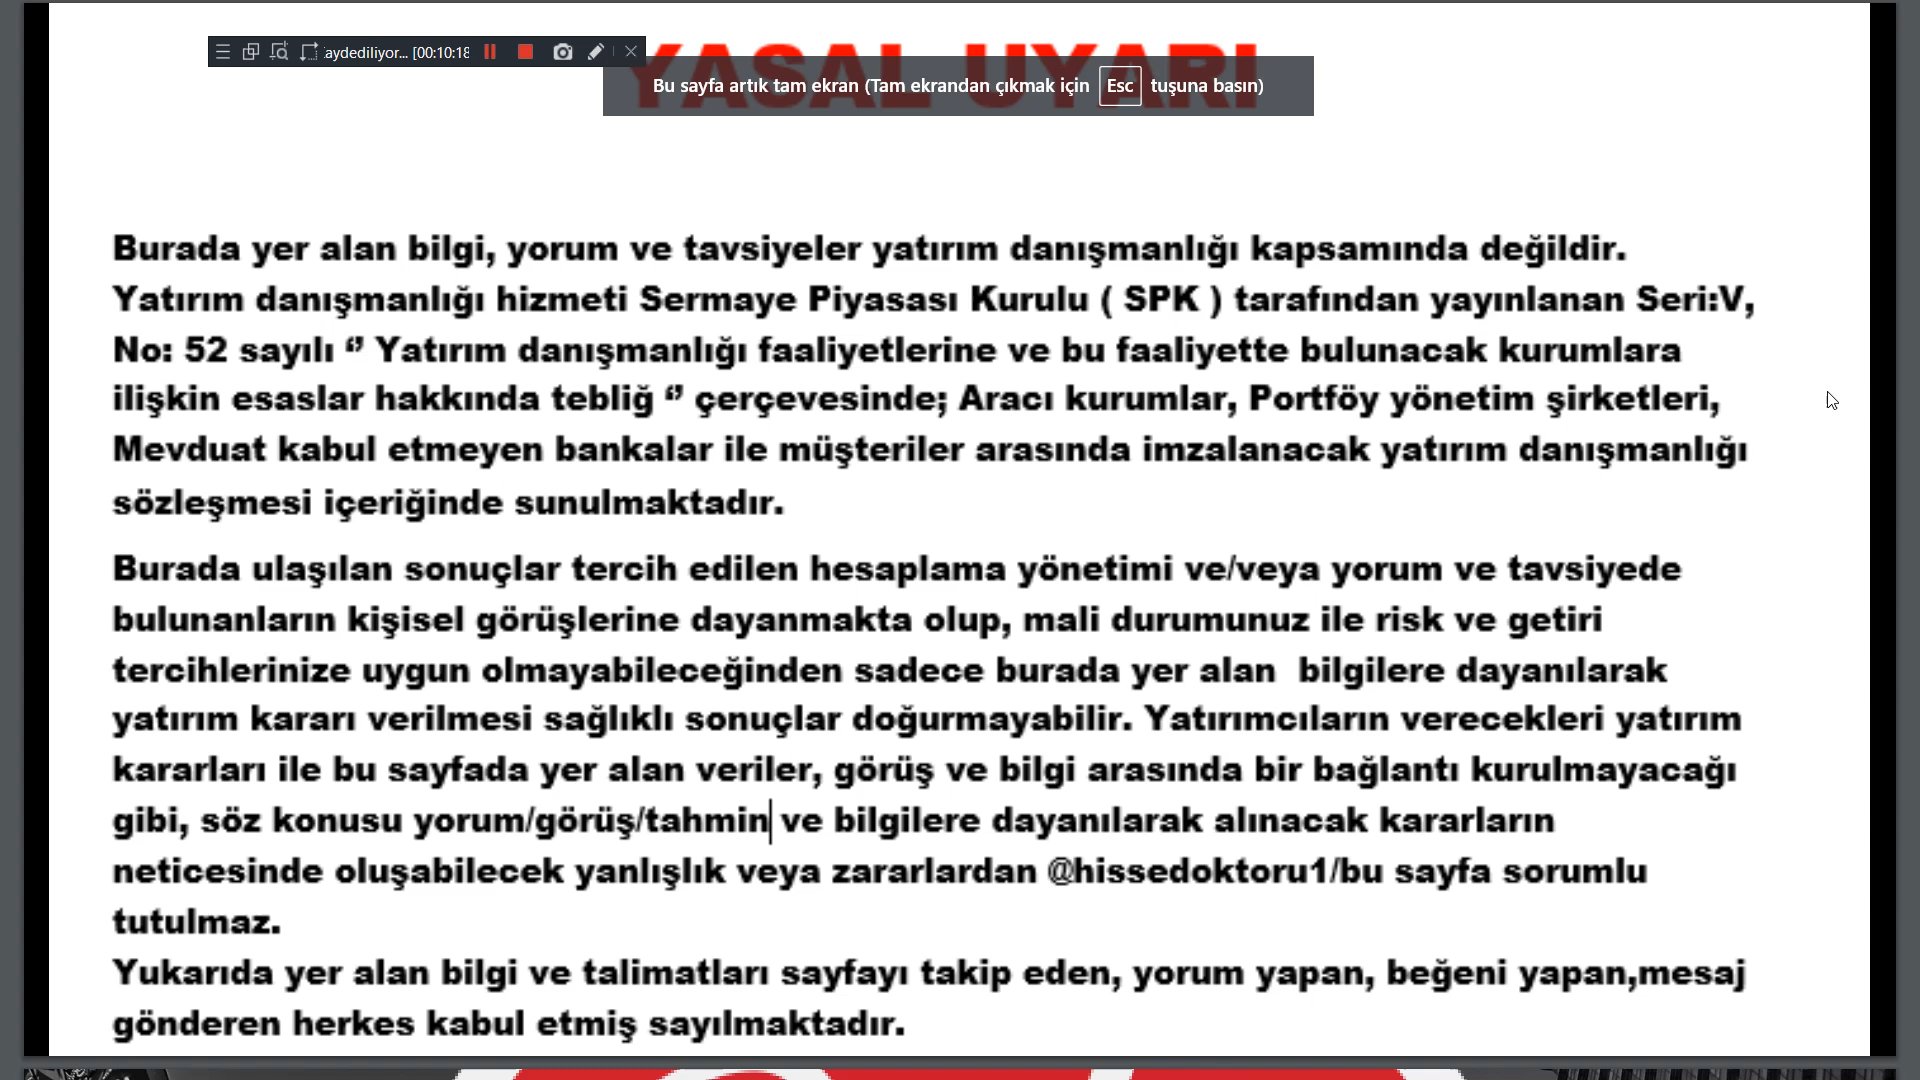 aydediliyor... [00:10:18
YASAL UYARI
Bu sayfa artık tam ekran (Tam ekrandan çıkmak için Esc tuşuna basın)
Burada yer alan bilgi, yorum ve tavsiyeler yatırım danışmanlığı kapsamında değildir.
Yatırım danışmanlığı hizmeti Sermaye Piyasası Kurulu ( SPK ) tarafından yayınlanan Seri:V,
No: 52 sayılı “ Yatırım danışmanlığı faaliyetlerine ve bu faaliyette bulunacak kurumlara
ilişkin esaslar hakkında tebliğ “ çerçevesinde; Aracı kurumlar, Portföy yönetim şirketleri,
Mevduat kabul etmeyen bankalar ile müşteriler arasında imzalanacak yatırım danışmanlığı
sözleşmesi içeriğinde sunulmaktadır.
Burada ulaşılan sonuçlar tercih edilen hesaplama yönetimi ve/veya yorum ve tavsiyede
bulunanların kişisel görüşlerine dayanmakta olup, mali durumunuz ile risk ve getiri
tercihlerinize uygun olmayabileceğinden sadece burada yer alan  bilgilere dayanılarak
yatırım kararı verilmesi sağlıklı sonuçlar doğurmayabilir. Yatırımcıların verecekleri yatırım
kararları ile bu sayfada yer alan veriler, görüş ve bilgi arasında bir bağlantı kurulmayacağı
gibi, söz konusu yorum/görüş/tahmin ve bilgilere dayanılarak alınacak kararların
neticesinde oluşabilecek yanlışlık veya zararlardan @hissedoktoru1/bu sayfa sorumlu
tutulmaz.
Yukarıda yer alan bilgi ve talimatları sayfayı takip eden, yorum yapan, beğeni yapan,mesaj
gönderen herkes kabul etmiş sayılmaktadır.